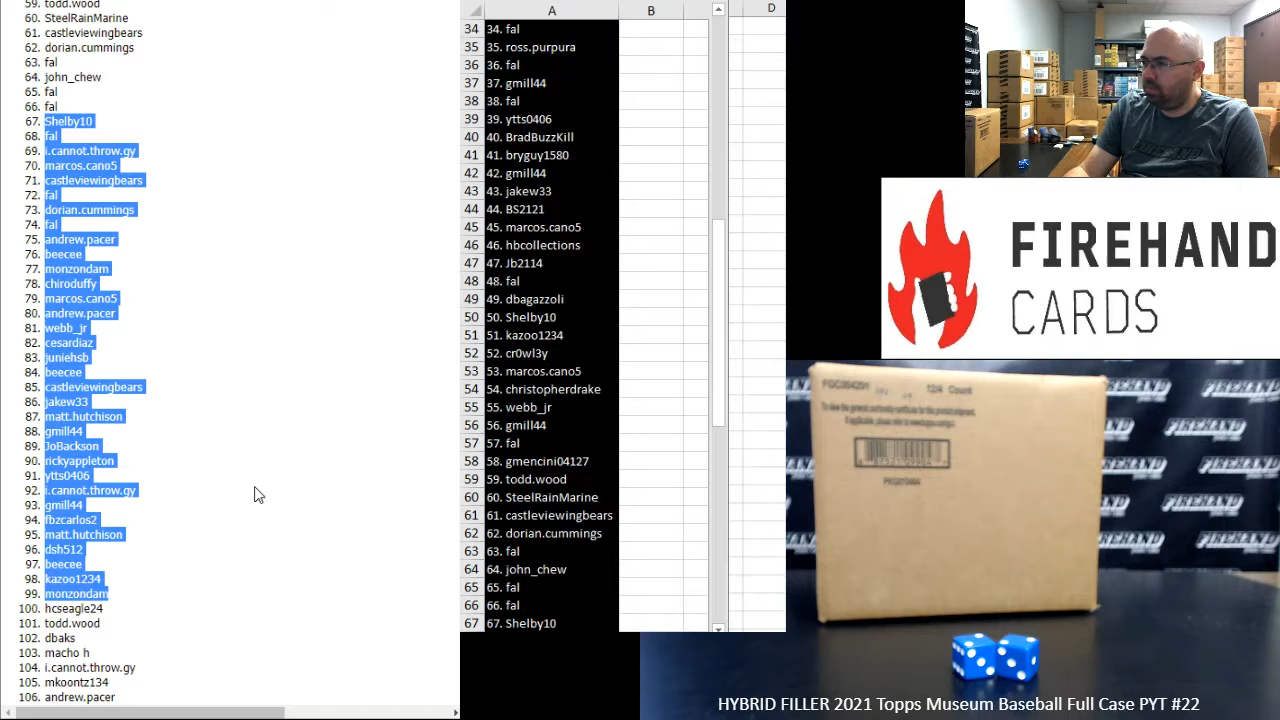 59. todd.wood
60. SteelRainMarine
61. castleviewingbears
62. dorian.cummings
63. fal
64. john_chew
65. fal
66. fal
67. Shelby10
68. fal
69. i.cannot.throw.gy
70. marcos.cano5
71. castleviewingbears
72. fal
73. dorian.cummings
74. fal
75. andrew.pacer
76. beecee
77. monzondam
78. chiroduffy
79. marcos.cano5
80. andrew.pacer
81. webb_jr
82. cesardiaz
83. juniehsb
84. beecee
85. castleviewingbears
86. jakew33
87. matt.hutchison
88. gmill44
89. JoBackson
90. rickyappleton
91. ytts0406
92. i.cannot.throw.gy
93. gmill44
94. fbzcarlos2
95. matt.hutchison
96. dsh512
97. beecee
98. kazoo1234
99. monzondam
100. hcseagle24
101. todd.wood
102. dbaks
103. macho h
104. i.cannot.throw.gy
105. mkoontz134
106. andrew.pacer
A B D
34 34. fal
35 35. ross.purpura
36 36. fal
37 37. gmill44
38 38. fal
39 39. ytts0406
40 40. BradBuzzKill
41 41. bryguy1580
42 42. gmill44
43 43. jakew33
44 44. BS2121
45 45. marcos.cano5
46 46. hbcollections
47 47. Jb2114
48 48. fal
49 49. dbagazzoli
50 50. Shelby10
51 51. kazoo1234
52 52. cr0wl3y
53 53. marcos.cano5
54 54. christopherdrake
55 55. webb_jr
56 56. gmill44
57 57. fal
58 58. gmencini04127
59 59. todd.wood
60 60. SteelRainMarine
61 61. castleviewingbears
62 62. dorian.cummings
63 63. fal
64 64. john_chew
65 65. fal
66 66. fal
67 67. Shelby10
FIREHAND
CARDS
Count
FIREHAND
HYBRID FILLER 2021 Topps Museum Baseball Full Case PYT #22